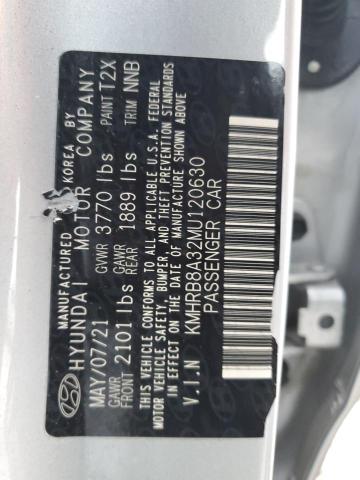 MANUFACTURED KOREA BY
HYUNDAI MOTOR COMPANY
MAY/07/21 GVWR 3770 lbs PAINT T2X
GAWR FRONT 2101 lbs GAWR REAR 1889 lbs TRIM NNB
THIS VEHICLE CONFORMS TO ALL APPLICABLE U.S.A. FEDERAL
MOTOR VEHICLE SAFETY, BUMPER, AND THEFT PREVENTION STANDARDS
IN EFFECT ON THE DATE OF MANUFACTURE SHOWN ABOVE
V.I.N KMHRB8A32MU120630
PASSENGER CAR